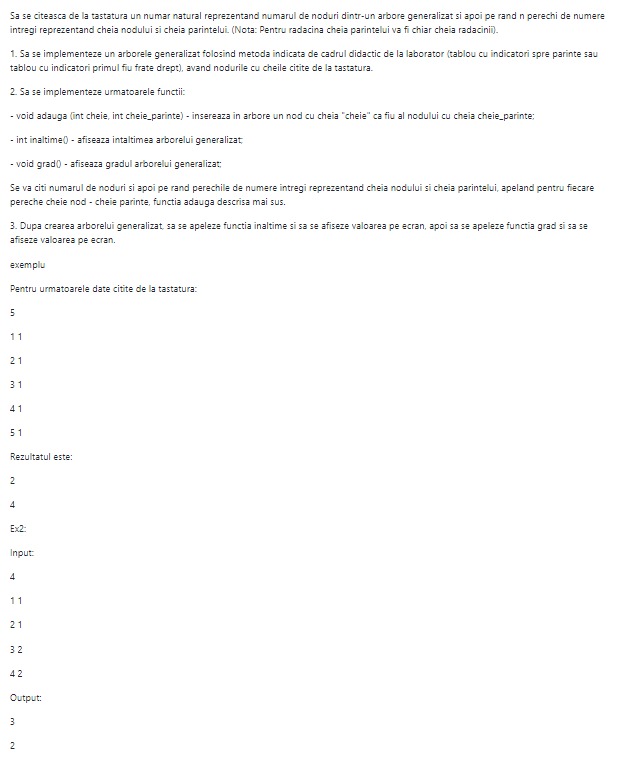 Sa se citeasca de la tastatura un numar natural reprezentand numarul de noduri dintr-un arbore generalizat si apoi pe rand n perechi de numere
intregi reprezentand cheia nodului si cheia parintelui. (Nota: Pentru radacina cheia parintelui va fi chiar cheia radacinii).
1. Sa se implementeze un arborele generalizat folosind metoda indicata de cadrul didactic de la laborator (tablou cu indicatori spre parinte sau
tablou cu indicatori primul fiu frate drept), avand nodurile cu cheile citite de la tastatura.
2. Sa se implementeze urmatoarele functii:
- void adauga (int cheie, int cheie_parinte) - insereaza in arbore un nod cu cheia "cheie" ca fiu al nodului cu cheia cheie_parinte;
- int inaltime() - afiseaza intaltimea arborelui generalizat;
- void grad() - afiseaza gradul arborelui generalizat;
Se va citi numarul de noduri si apoi pe rand perechile de numere intregi reprezentand cheia nodului si cheia parintelui, apeland pentru fiecare
pereche cheie nod - cheie parinte, functia adauga descrisa mai sus.
3. Dupa crearea arborelui generalizat, sa se apeleze functia inaltime si sa se afiseze valoarea pe ecran, apoi sa se apeleze functia grad si sa se
afiseze valoarea pe ecran.
exemplu
Pentru urmatoarele date citite de la tastatura:
5
1 1
2 1
3 1
4 1
5 1
Rezultatul este:
2
4
Ex2:
Input:
4
1 1
2 1
3 2
4 2
Output:
3
2